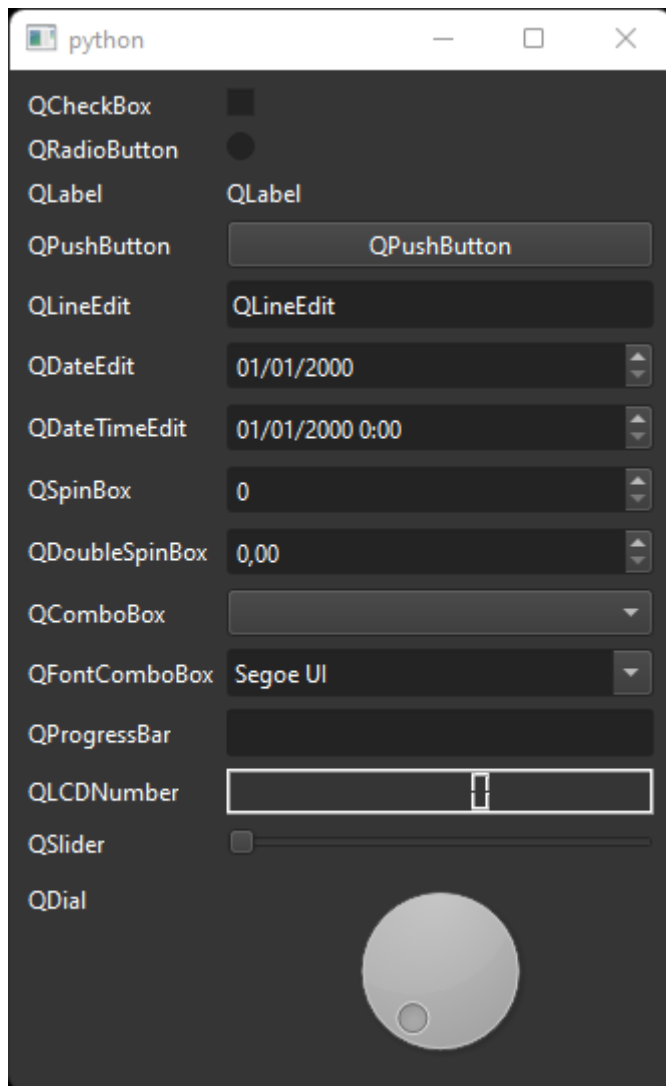 python
QCheckBox
QRadioButton
QLabel QLabel
QPushButton QPushButton
QLineEdit QLineEdit
QDateEdit 01/01/2000
QDateTimeEdit 01/01/2000 0:00
QSpinBox 0
QDoubleSpinBox 0,00
QComboBox
QFontComboBox Segoe UI
QProgressBar
QLCDNumber 0
QSlider
QDial